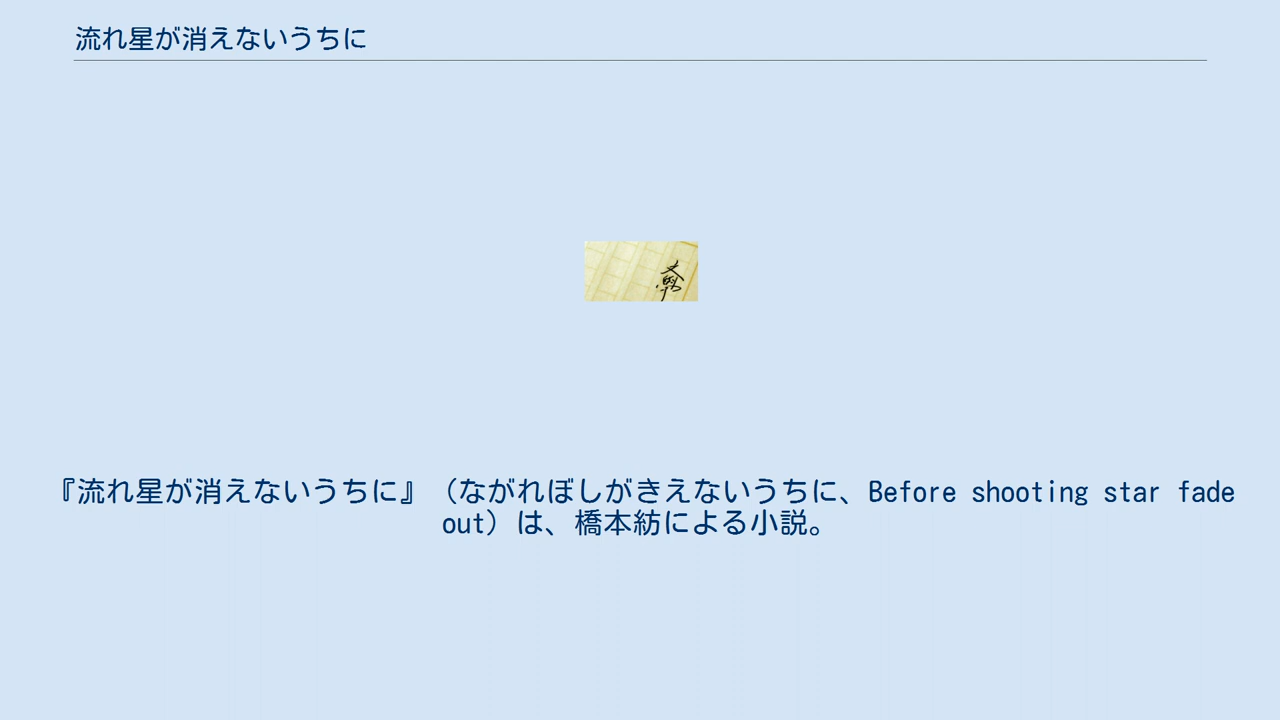 流れ星が消えないうちに
『流れ星が消えないうちに』（ながれぼしがきえないうちに、Before shooting star fade
out）は、橋本紡による小説。